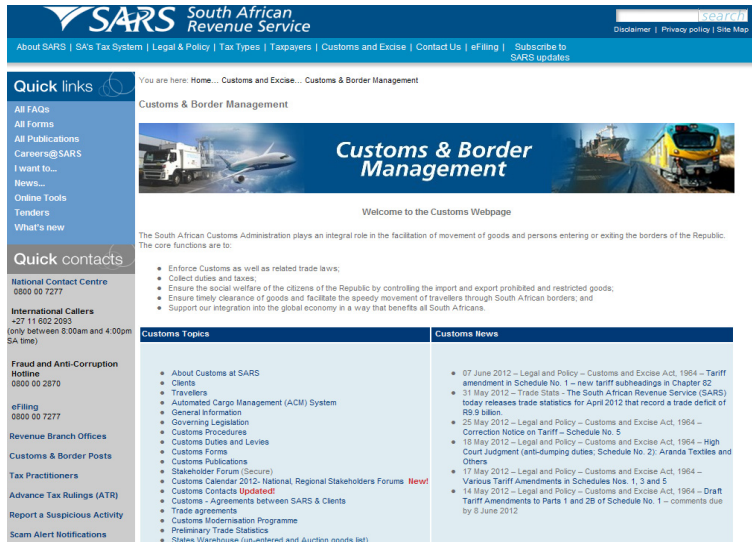 SARS South African
Revenue Service
search
Disclaimer | Privacy policy | Site Map
About SARS | SA's Tax System | Legal & Policy | Tax Types | Taxpayers | Customs and Excise | Contact Us | eFiling | Subscribe to
SARS updates
Quick links
All FAQs
All Forms
All Publications
Careers@SARS
I want to...
News...
Online Tools
Tenders
What's new
Quick contacts
National Contact Centre
0800 00 7277
International Callers
+27 11 602 2093
(only between 8:00am and 4:00pm
SA time)
Fraud and Anti-Corruption
Hotline
0800 00 2870
eFiling
0800 00 7277
Revenue Branch Offices
Customs & Border Posts
Tax Practitioners
Advance Tax Rulings (ATR)
Report a Suspicious Activity
Scam Alert Notifications
You are here: Home... Customs and Excise... Customs & Border Management
Customs & Border Management
Customs & Border
Management
Welcome to the Customs Webpage
The South African Customs Administration plays an integral role in the facilitation of movement of goods and persons entering or exiting the borders of the Republic.
The core functions are to:
Enforce Customs as well as related trade laws;
Collect duties and taxes;
Ensure the social welfare of the citizens of the Republic by controlling the import and export prohibited and restricted goods;
Ensure timely clearance of goods and facilitate the speedy movement of travellers through South African borders; and
Support our integration into the global economy in a way that benefits all South Africans.
Customs Topics
About Customs at SARS
Clients
Travellers
Automated Cargo Management (ACM) System
General Information
Governing Legislation
Customs Procedures
Customs Duties and Levies
Customs Forms
Customs Publications
Stakeholder Forum (Secure)
Customs Calendar 2012- National, Regional Stakeholders Forums New!
Customs Contacts Updated!
Customs - Agreements between SARS & Clients
Trade agreements
Customs Modernisation Programme
Preliminary Trade Statistics
States Warehouse (un-entered and Auction goods list)
Customs News
07 June 2012 – Legal and Policy – Customs and Excise Act, 1964 – Tariff
amendment in Schedule No. 1 – new tariff subheadings in Chapter 82
31 May 2012 – Trade Stats - The South African Revenue Service (SARS)
today releases trade statistics for April 2012 that record a trade deficit of
R9.9 billion.
25 May 2012 – Legal and Policy – Customs and Excise Act, 1964 –
Correction Notice on Tariff – Schedule No. 5
18 May 2012 – Legal and Policy – Customs and Excise Act, 1964 – High
Court Judgment (anti-dumping duties; Schedule No. 2): Aranda Textiles and
Others
17 May 2012 – Legal and Policy – Customs and Excise Act, 1964 –
Various Tariff Amendments in Schedules Nos. 1, 3 and 5
14 May 2012 – Legal and Policy – Customs and Excise Act, 1964 – Draft
Tariff Amendments to Parts 1 and 2B of Schedule No. 1 – comments due
by 8 June 2012